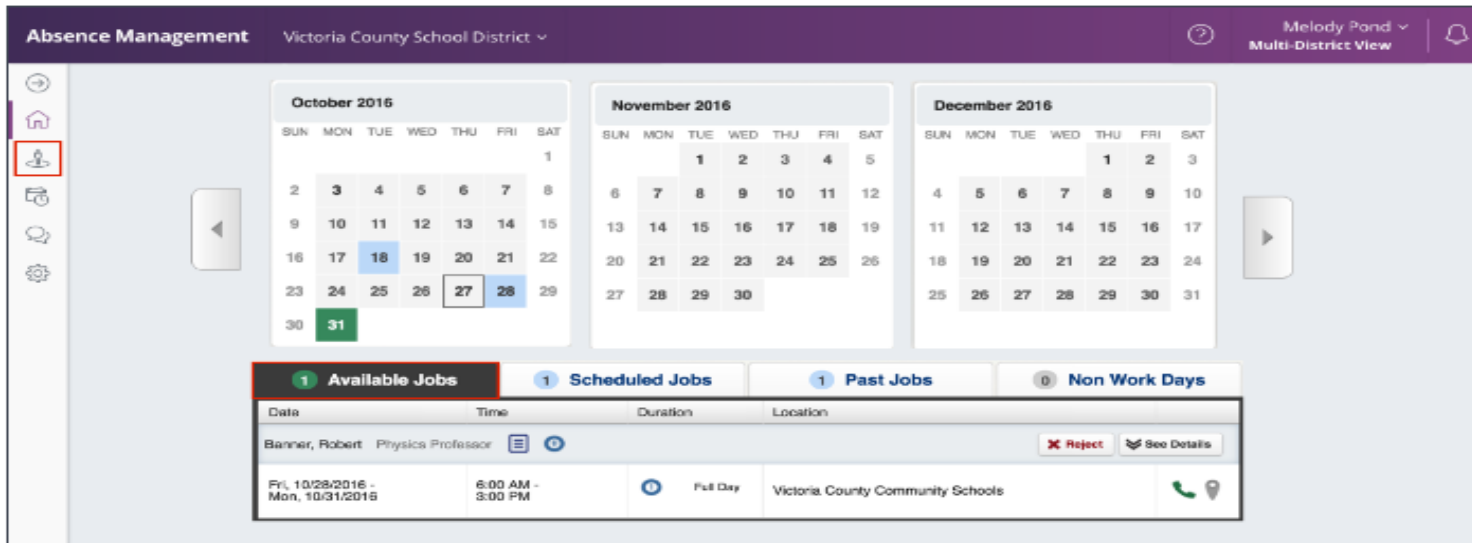 Absence Management Victoria County School District
Melody Pond
Multi-District View
October 2016
SUN MON TUE WED THU FRI SAT
1
2 3 4 5 6 7 8
9 10 11 12 13 14 15
16 17 18 19 20 21 22
23 24 25 26 27 28 29
30 31
November 2016
SUN MON TUE WED THU FRI SAT
1 2 3 4 5
6 7 8 9 10 11 12
13 14 15 16 17 18 19
20 21 22 23 24 25 26
27 28 29 30
December 2016
SUN MON TUE WED THU FRI SAT
1 2 3
4 5 6 7 8 9 10
11 12 13 14 15 16 17
18 19 20 21 22 23 24
25 26 27 28 29 30 31
1 Available Jobs 1 Scheduled Jobs 1 Past Jobs 0 Non Work Days
Date Time Duration Location
Banner, Robert Physics Professor Reject See Details
Fri, 10/28/2016 - 6:00 AM - Full Day Victoria County Community Schools
Mon, 10/31/2016 3:00 PM